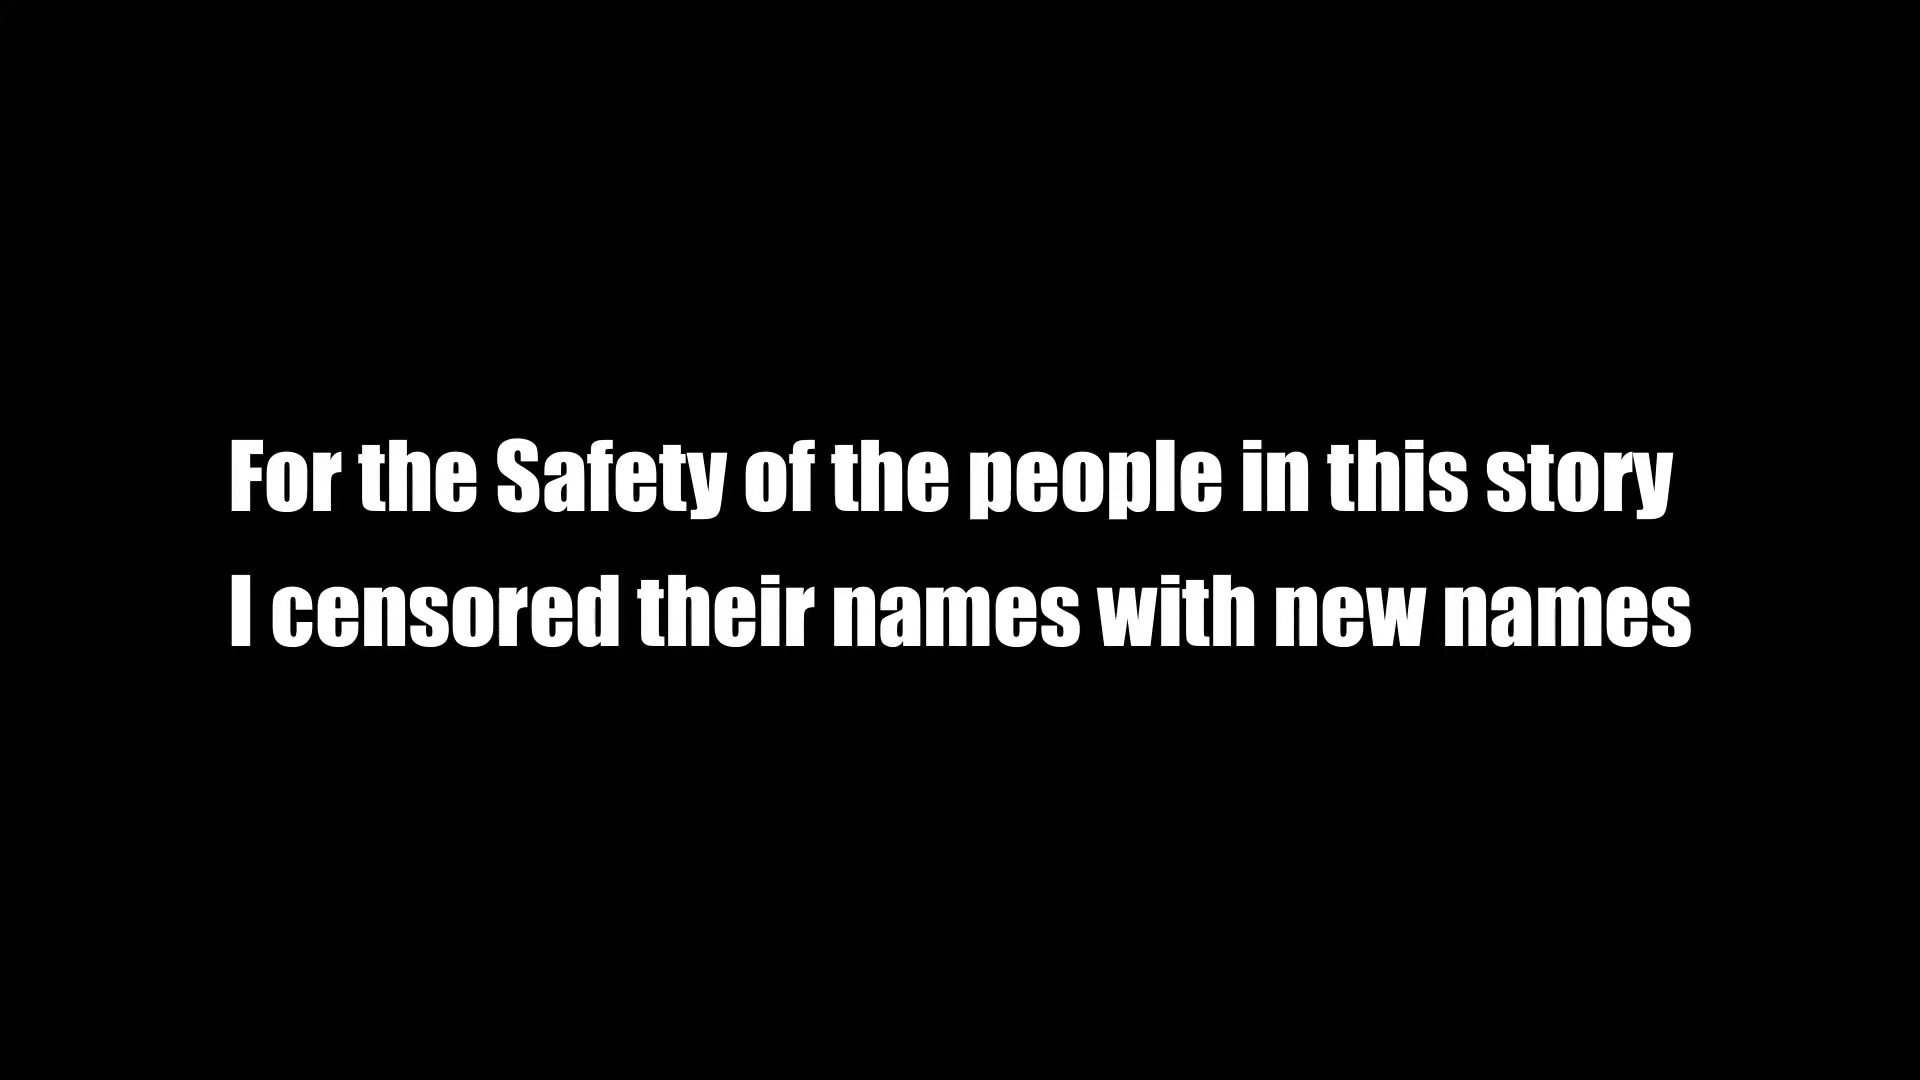 For the Safety of the people in this story
I censored their names with new names